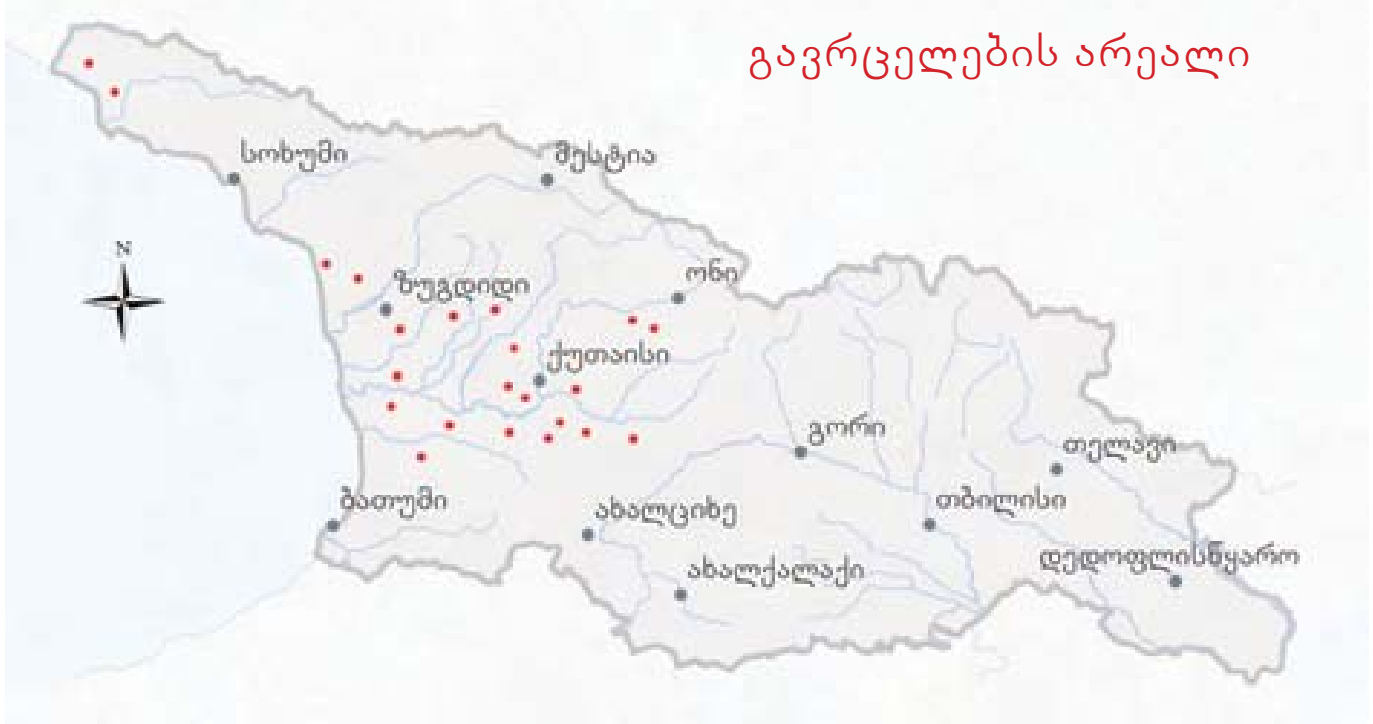 გავრცელების არეალი
სოხუმი
მესტია
N
ზუგდიდი
ონი
ქუთაისი
გორი
თელავი
ბათუმი
ახალციხე
თბილისი
ახალქალაქი
დედოფლისწყარო